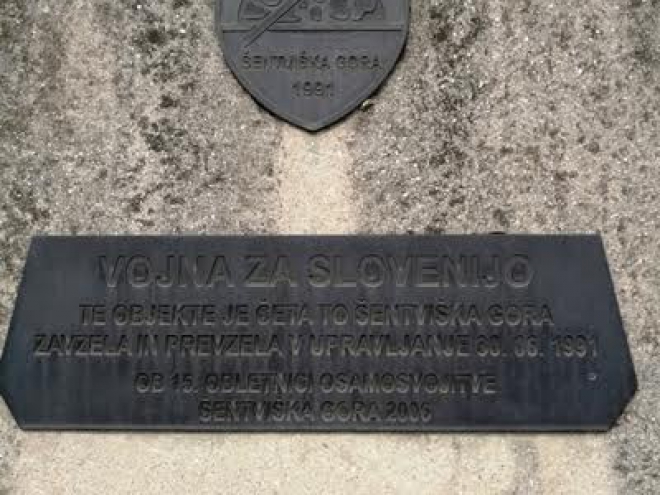 ŠENTVIŠKA GORA
1991
VOJNA ZA SLOVENIJO
TE OBJEKTE JE ČETA TO ŠENTVIŠKA GORA
ZAVZELA IN PREVZELA V UPRAVLJANJE 30. 06. 1991
OB 15. OBLETNICI OSAMOSVOJITVE
ŠENTVIŠKA GORA 2006